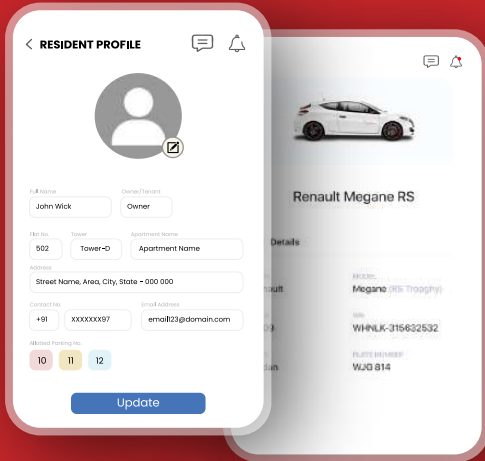 RESIDENT PROFILE
Full Name
Owner/Tenant
John Wick
Owner
Flat No.
Tower
Apartment Name
502
Tower-D
Apartment Name
Address
Street Name, Area, City, State - 000 000
Contact No.
Email Address
+91
XXXXXXX97
email123@domain.com
Allotted Parking No.
10
11
12
Update
Renault Megane RS
Details
MODEL
Megane (RS Tropghy)
WHNLK-315632532
PLATE NUMBER
WJG 814